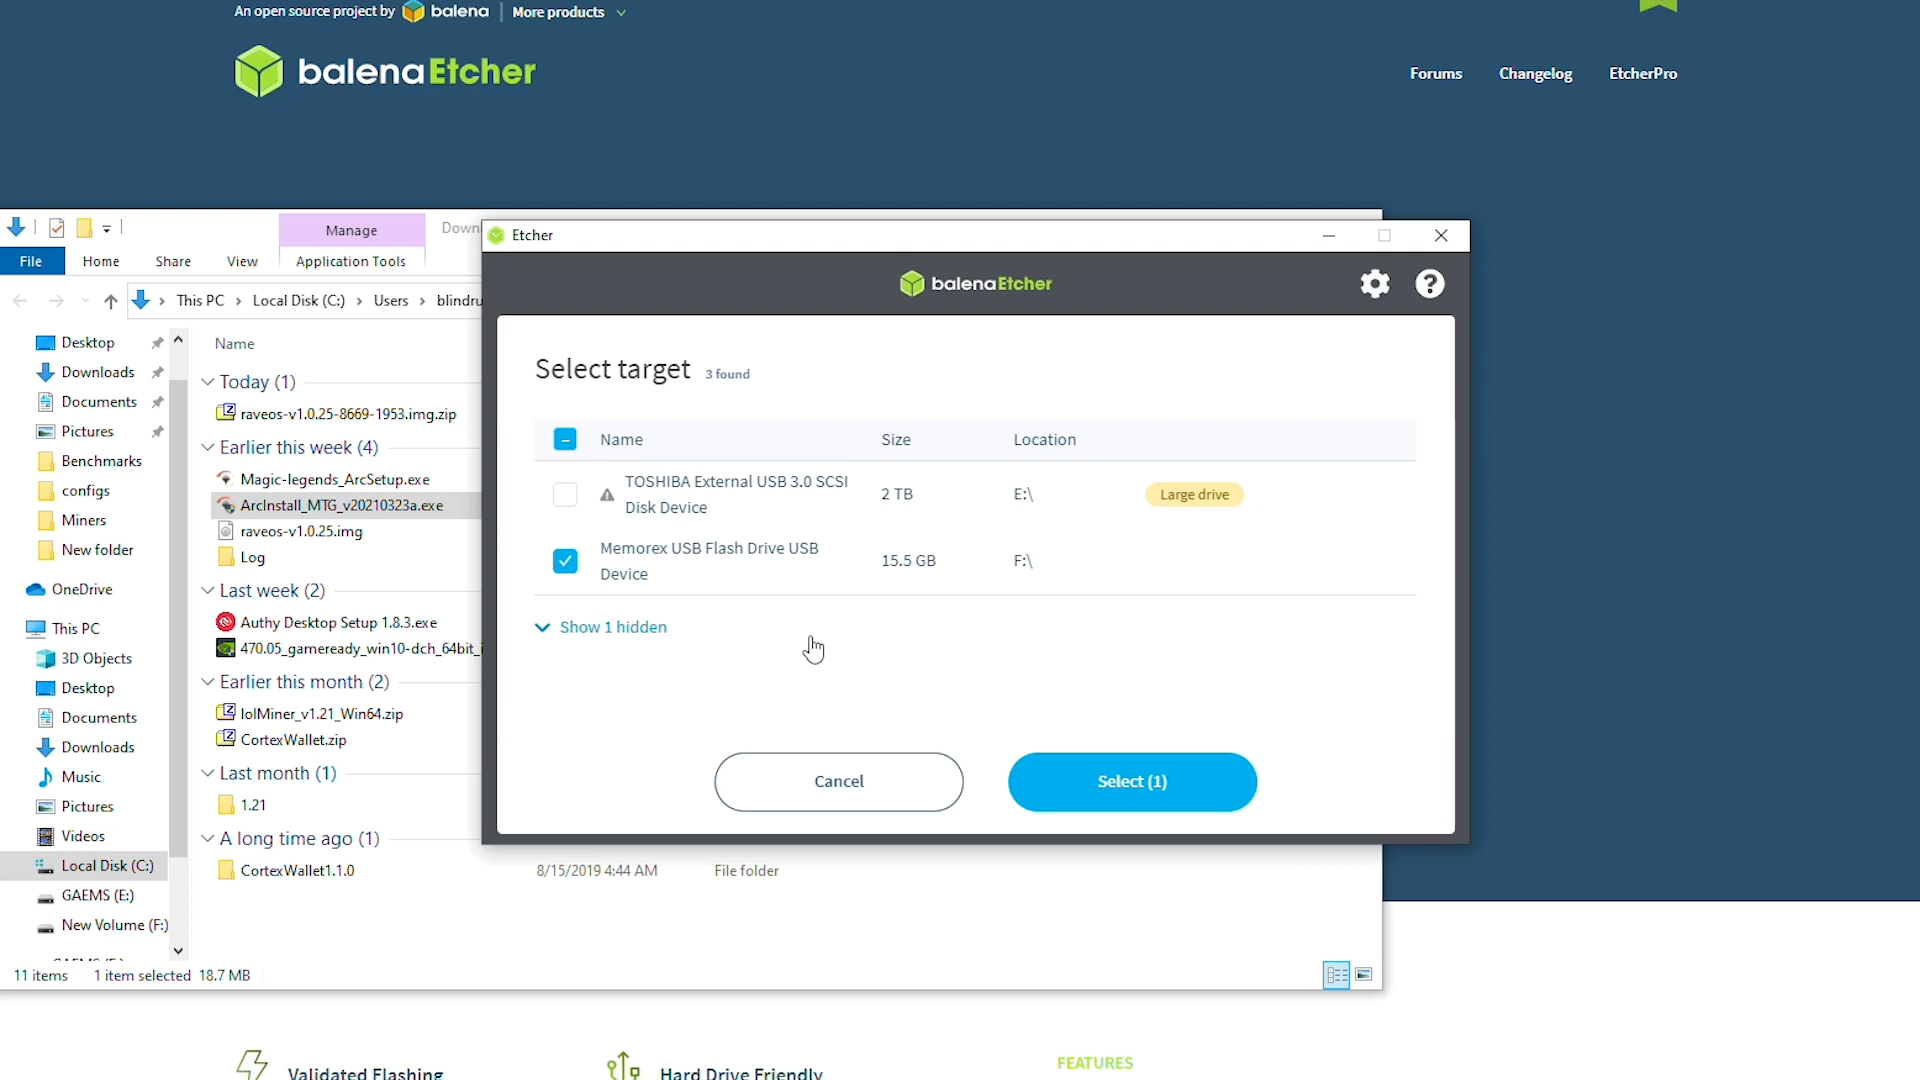 An open source project by balena More products
balenaEtcher
Forums Changelog EtcherPro
Manage
Etcher
File Home Share View Application Tools
balenaEtcher
This PC Local Disk (C:) Users
Name
Desktop
Downloads
Documents
Pictures
Benchmarks
configs
Miners
New folder
OneDrive
This PC
3D Objects
Desktop
Documents
Downloads
Music
Pictures
Videos
Local Disk (C:)
GAEMS (E:)
New Volume (F:)
Today (1)
raveos-v1.0.25-8669-1953.img.zip
Earlier this week (4)
Magic-legends_ArcSetup.exe
ArcInstall_MTG_v20210323a.exe
raveos-v1.0.25.img
Log
Last week (2)
Authy Desktop Setup 1.8.3.exe
470.05_gameready_win10-dch_64bit_i
Earlier this month (2)
lolMiner_v1.21_Win64.zip
CortexWallet.zip
Last month (1)
1.21
A long time ago (1)
CortexWallet1.1.0 8/15/2019 4:44 AM File folder
Select target 3 found
Name Size Location
TOSHIBA External USB 3.0 SCSI
Disk Device 2 TB E:\ Large drive
Memorex USB Flash Drive USB
Device 15.5 GB F:\
Show 1 hidden
Cancel Select (1)
11 items 1 item selected 18.7 MB
Validated Flashing Hard Drive Friendly FEATURES